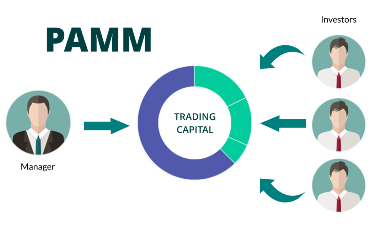 Investors
PAMM
TRADING
CAPITAL
Manager